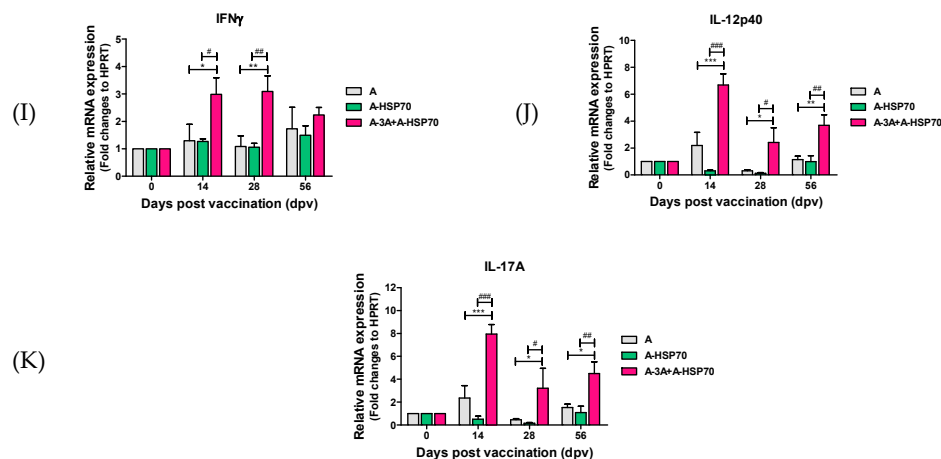 (I)
IFNγ
Relative mRNA expression
(Fold changes to HPRT)
5
4
3
2
1
0
#
*
##
**
0 14 28 56
Days post vaccination (dpv)
A
A-HSP70
A-3A+A-HSP70
(J)
IL-12p40
Relative mRNA expression
(Fold changes to HPRT)
10
8
6
4
2
0
###
***
#
*
##
**
0 14 28 56
Days post vaccination (dpv)
A
A-HSP70
A-3A+A-HSP70
(K)
IL-17A
Relative mRNA expression
(Fold changes to HPRT)
10
8
6
4
2
0
###
***
#
*
##
*
0 14 28 56
Days post vaccination (dpv)
A
A-HSP70
A-3A+A-HSP70